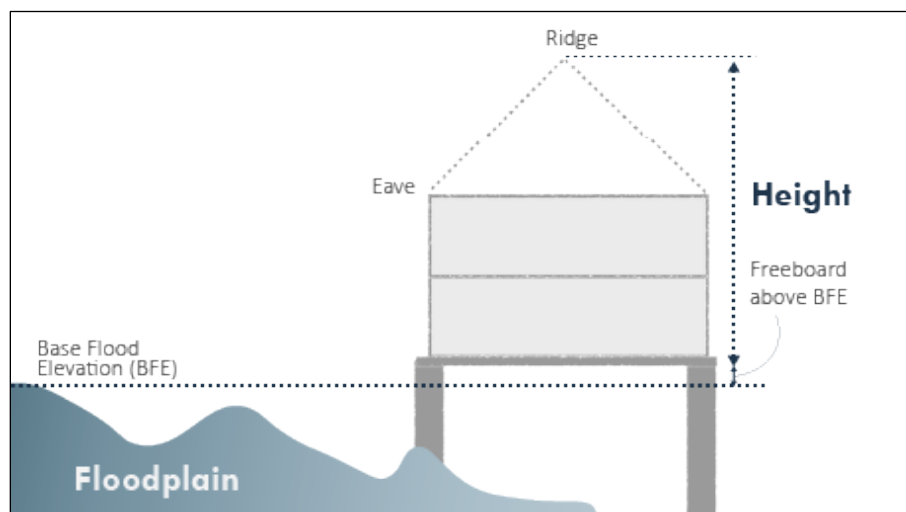 Ridge
Eave
Height
Freeboard
above BFE
Base Flood
Elevation (BFE)
Floodplain